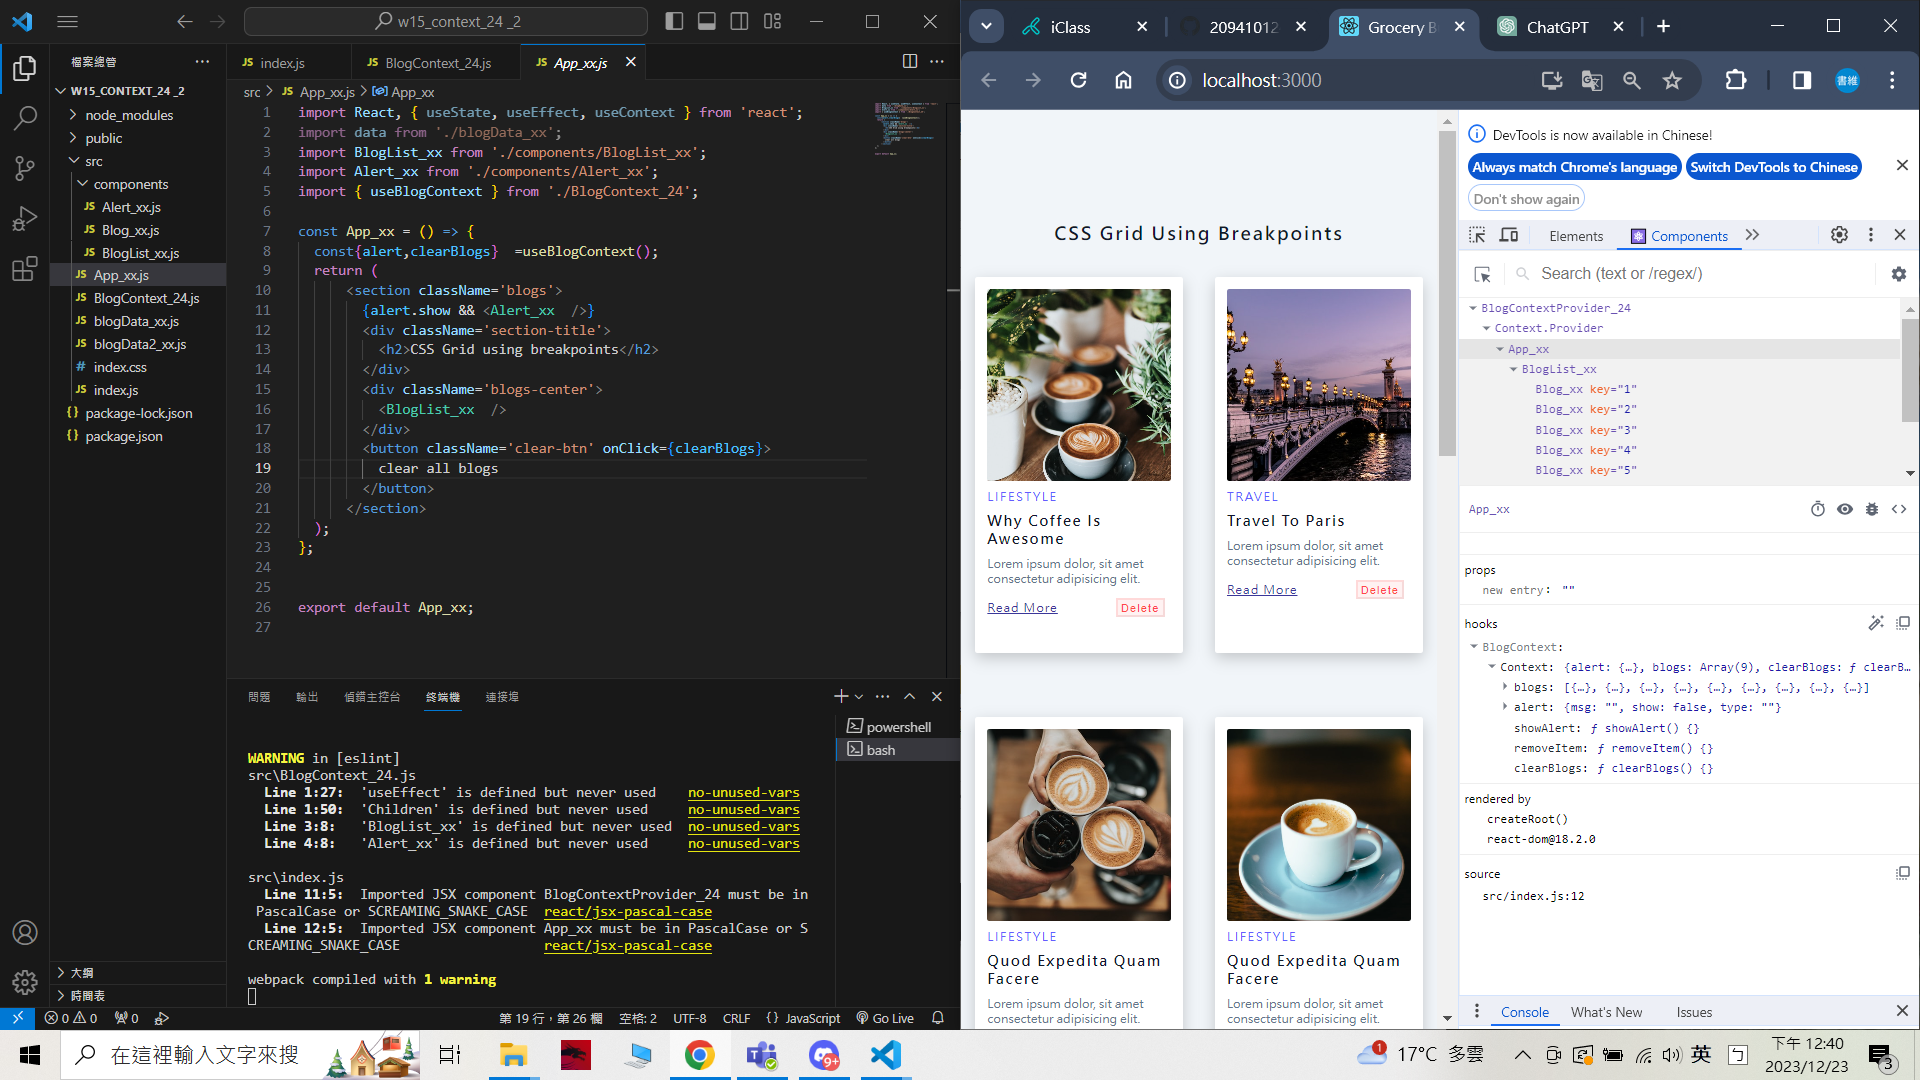 w15_context_24 _2
檔案總管
W15_CONTEXT_24 _2
node_modules
public
src
components
JS Alert_xx.js
JS Blog_xx.js
JS BlogList_xx.js
JS App_xx.js
JS BlogContext_24.js
JS blogData_xx.js
JS blogData2_xx.js
# index.css
JS index.js
{} package-lock.json
{} package.json
大綱
時間表
JS index.js
JS BlogContext_24.js
JS App_xx.js
src > JS App_xx.js > App_xx
1 import React, { useState, useEffect, useContext } from 'react';
2 import data from './blogData_xx';
3 import BlogList_xx from './components/BlogList_xx';
4 import Alert_xx from './components/Alert_xx';
5 import { useBlogContext } from './BlogContext_24';
6
7 const App_xx = () => {
8 const{alert,clearBlogs}  =useBlogContext();
9 return (
10 <section className='blogs'>
11 {alert.show && <Alert_xx  />}
12 <div className='section-title'>
13 <h2>CSS Grid using breakpoints</h2>
14 </div>
15 <div className='blogs-center'>
16 <BlogList_xx  />
17 </div>
18 <button className='clear-btn' onClick={clearBlogs}>
19 clear all blogs
20 </button>
21 </section>
22 );
23 };
24
25
26 export default App_xx;
27
問題 輸出 偵錯主控台 終端機 連接埠
powershell
bash
WARNING in [eslint]
src\BlogContext_24.js
Line 1:27:  'useEffect' is defined but never used    no-unused-vars
Line 1:50:  'Children' is defined but never used     no-unused-vars
Line 3:8:   'BlogList_xx' is defined but never used  no-unused-vars
Line 4:8:   'Alert_xx' is defined but never used     no-unused-vars
src\index.js
Line 11:5:  Imported JSX component BlogContextProvider_24 must be in
PascalCase or SCREAMING_SNAKE_CASE  react/jsx-pascal-case
Line 12:5:  Imported JSX component App_xx must be in PascalCase or S
CREAMING_SNAKE_CASE  react/jsx-pascal-case
webpack compiled with 1 warning
0 0 0 第 19 行，第 26 欄 空格: 2 UTF-8 CRLF {} JavaScript Go Live
iClass
20941012
Grocery B
ChatGPT
localhost:3000
書維
CSS Grid Using Breakpoints
LIFESTYLE
Why Coffee Is
Awesome
Lorem ipsum dolor, sit amet
consectetur adipisicing elit.
Read More Delete
TRAVEL
Travel To Paris
Lorem ipsum dolor, sit amet
consectetur adipisicing elit.
Read More Delete
LIFESTYLE
Quod Expedita Quam
Facere
Lorem ipsum dolor, sit amet
consectetur adipisicing elit.
LIFESTYLE
Quod Expedita Quam
Facere
Lorem ipsum dolor, sit amet
consectetur adipisicing elit.
DevTools is now available in Chinese!
Always match Chrome's language Switch DevTools to Chinese
Don't show again
Elements Components
Search (text or /regex/)
BlogContextProvider_24
Context.Provider
App_xx
BlogList_xx
Blog_xx key="1"
Blog_xx key="2"
Blog_xx key="3"
Blog_xx key="4"
Blog_xx key="5"
App_xx
props
new entry: ""
hooks
BlogContext:
Context: {alert: {…}, blogs: Array(9), clearBlogs: ƒ clearB…
blogs: [{…}, {…}, {…}, {…}, {…}, {…}, {…}, {…}, {…}]
alert: {msg: "", show: false, type: ""}
showAlert: ƒ showAlert() {}
removeItem: ƒ removeItem() {}
clearBlogs: ƒ clearBlogs() {}
rendered by
createRoot()
react-dom@18.2.0
source
src/index.js:12
Console What's New Issues
在這裡輸入文字來搜
9+
1
17°C 多雲
英
ㄅ
下午 12:40
2023/12/23
3